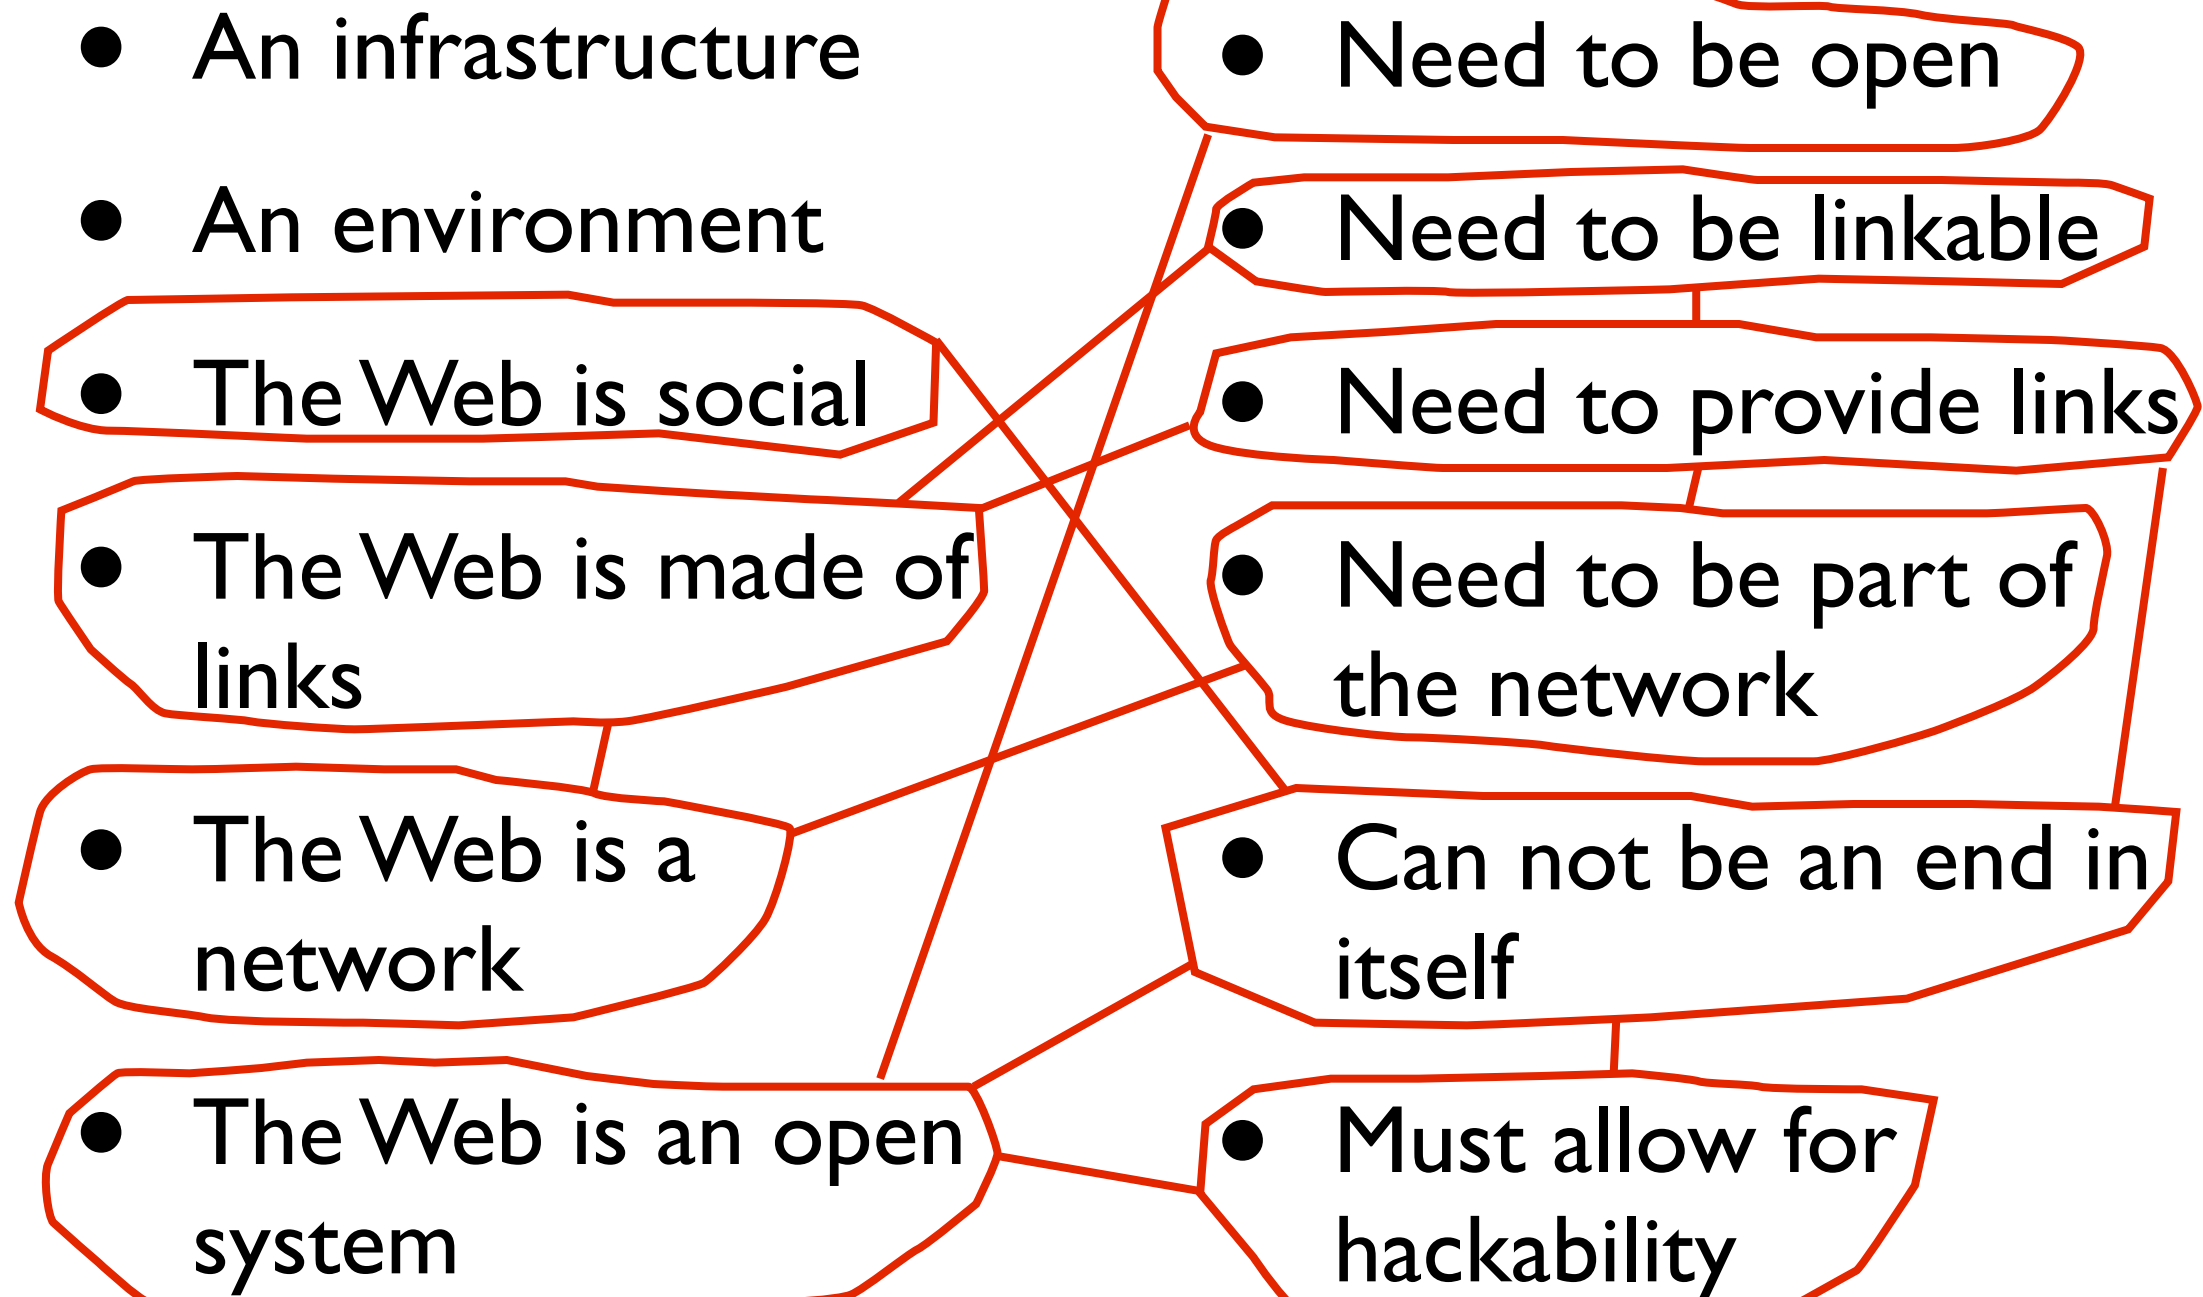 ● An infrastructure
● An environment
● The Web is social
● The Web is made of
links
● The Web is a
network
● The Web is an open
system
● Need to be open
● Need to be linkable
● Need to provide links
● Need to be part of
the network
● Can not be an end in
itself
● Must allow for
hackability